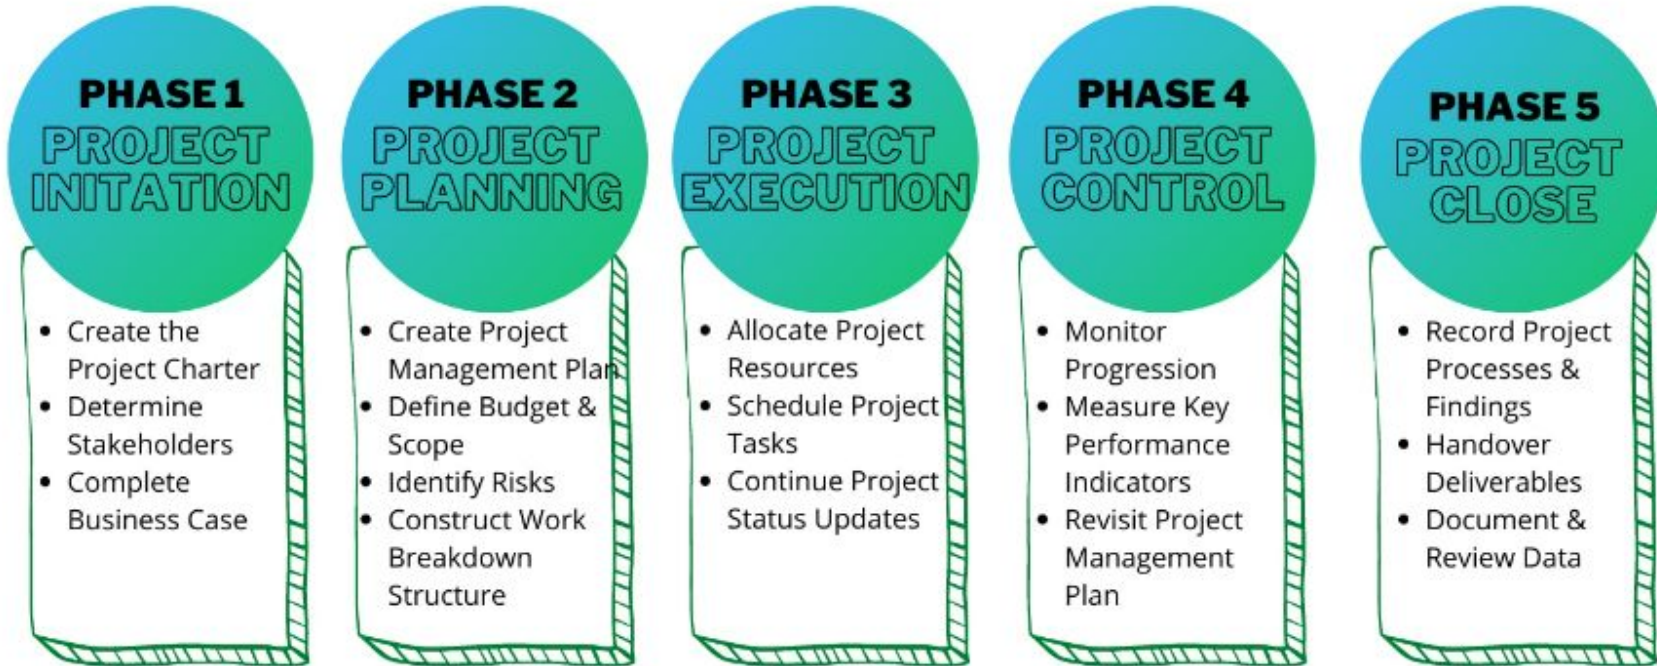 PHASE 1
PROJECT
INITATION
• Create the
Project Charter
• Determine
Stakeholders
• Complete
Business Case
PHASE 2
PROJECT
PLANNING
• Create Project
Management Plan
• Define Budget &
Scope
• Identify Risks
• Construct Work
Breakdown
Structure
PHASE 3
PROJECT
EXECUTION
• Allocate Project
Resources
• Schedule Project
Tasks
• Continue Project
Status Updates
PHASE 4
PROJECT
CONTROL
• Monitor
Progression
• Measure Key
Performance
Indicators
• Revisit Project
Management
Plan
PHASE 5
PROJECT
CLOSE
• Record Project
Processes &
Findings
• Handover
Deliverables
• Document &
Review Data